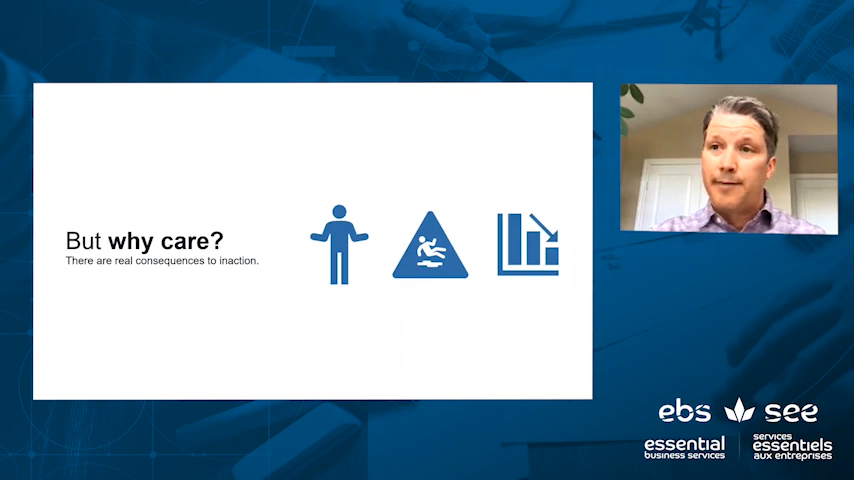 But why care?
There are real consequences to inaction.
ebs see
essential
business services
services
essentiels
aux entreprises